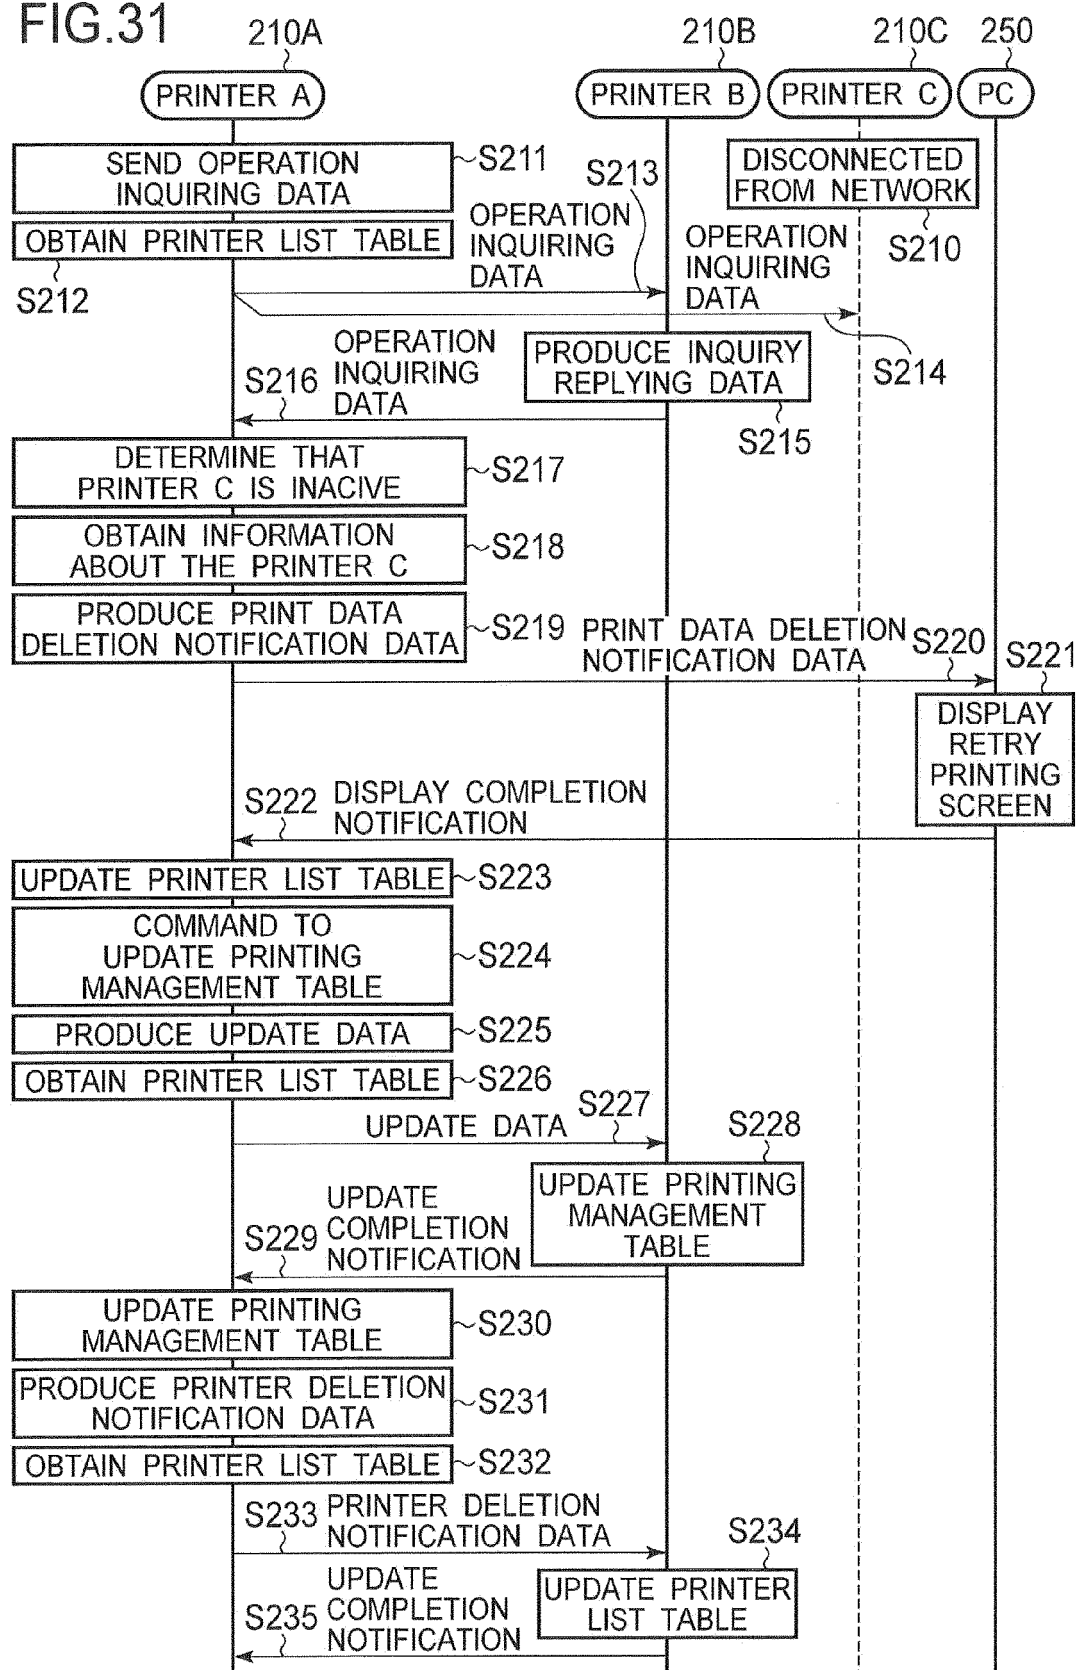 FIG.31
210A
210B
210C
250
PRINTER A
PRINTER B
PRINTER C
PC
SEND OPERATION
INQUIRING DATA
S211
DISCONNECTED
FROM NETWORK
S210
OBTAIN PRINTER LIST TABLE
S212
OPERATION
INQUIRING
DATA
S213
OPERATION
INQUIRING
DATA
S214
PRODUCE INQUIRY
REPLYING DATA
S215
S216
OPERATION
INQUIRING
DATA
DETERMINE THAT
PRINTER C IS INACIVE
S217
OBTAIN INFORMATION
ABOUT THE PRINTER C
S218
PRODUCE PRINT DATA
DELETION NOTIFICATION DATA
S219
PRINT DATA DELETION
NOTIFICATION DATA
S220
S221
DISPLAY
RETRY
PRINTING
SCREEN
S222
DISPLAY COMPLETION
NOTIFICATION
UPDATE PRINTER LIST TABLE
S223
COMMAND TO
UPDATE PRINTING
MANAGEMENT TABLE
S224
PRODUCE UPDATE DATA
S225
OBTAIN PRINTER LIST TABLE
S226
UPDATE DATA
S227
S228
UPDATE PRINTING
MANAGEMENT
TABLE
S229
UPDATE
COMPLETION
NOTIFICATION
UPDATE PRINTING
MANAGEMENT TABLE
S230
PRODUCE PRINTER DELETION
NOTIFICATION DATA
S231
OBTAIN PRINTER LIST TABLE
S232
S233
PRINTER DELETION
NOTIFICATION DATA
S234
UPDATE PRINTER
LIST TABLE
S235
UPDATE
COMPLETION
NOTIFICATION